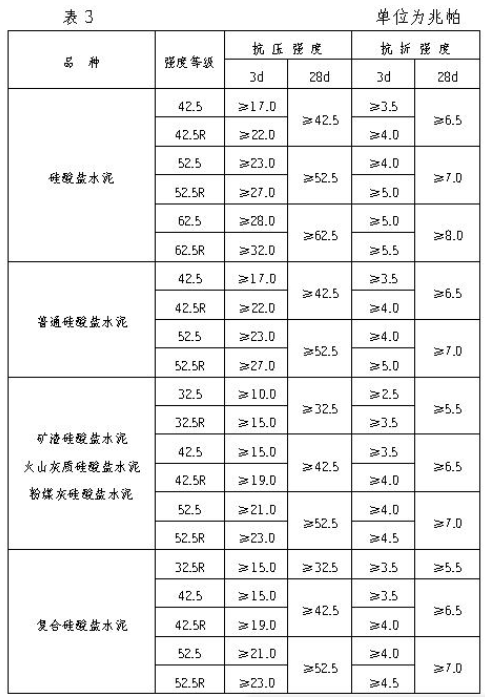 表3 单位为兆帕
品 种 强度等级 抗 压 强 度 抗 折 强 度
3d 28d 3d 28d
硅酸盐水泥 42.5 ≥17.0 ≥42.5 ≥3.5 ≥6.5
42.5R ≥22.0 ≥4.0
52.5 ≥23.0 ≥52.5 ≥4.0 ≥7.0
52.5R ≥27.0 ≥5.0
62.5 ≥28.0 ≥62.5 ≥5.0 ≥8.0
62.5R ≥32.0 ≥5.5
普通硅酸盐水泥 42.5 ≥17.0 ≥42.5 ≥3.5 ≥6.5
42.5R ≥22.0 ≥4.0
52.5 ≥23.0 ≥52.5 ≥4.0 ≥7.0
52.5R ≥27.0 ≥5.0
矿渣硅酸盐水泥
火山灰质硅酸盐水泥
粉煤灰硅酸盐水泥
32.5 ≥10.0 ≥32.5 ≥2.5 ≥5.5
32.5R ≥15.0 ≥3.5
42.5 ≥15.0 ≥42.5 ≥3.5 ≥6.5
42.5R ≥19.0 ≥4.0
52.5 ≥21.0 ≥52.5 ≥4.0 ≥7.0
52.5R ≥23.0 ≥4.5
复合硅酸盐水泥 32.5R ≥15.0 ≥32.5 ≥3.5 ≥5.5
42.5 ≥15.0 ≥42.5 ≥3.5 ≥6.5
42.5R ≥19.0 ≥4.0
52.5 ≥21.0 ≥52.5 ≥4.0 ≥7.0
52.5R ≥23.0 ≥4.5